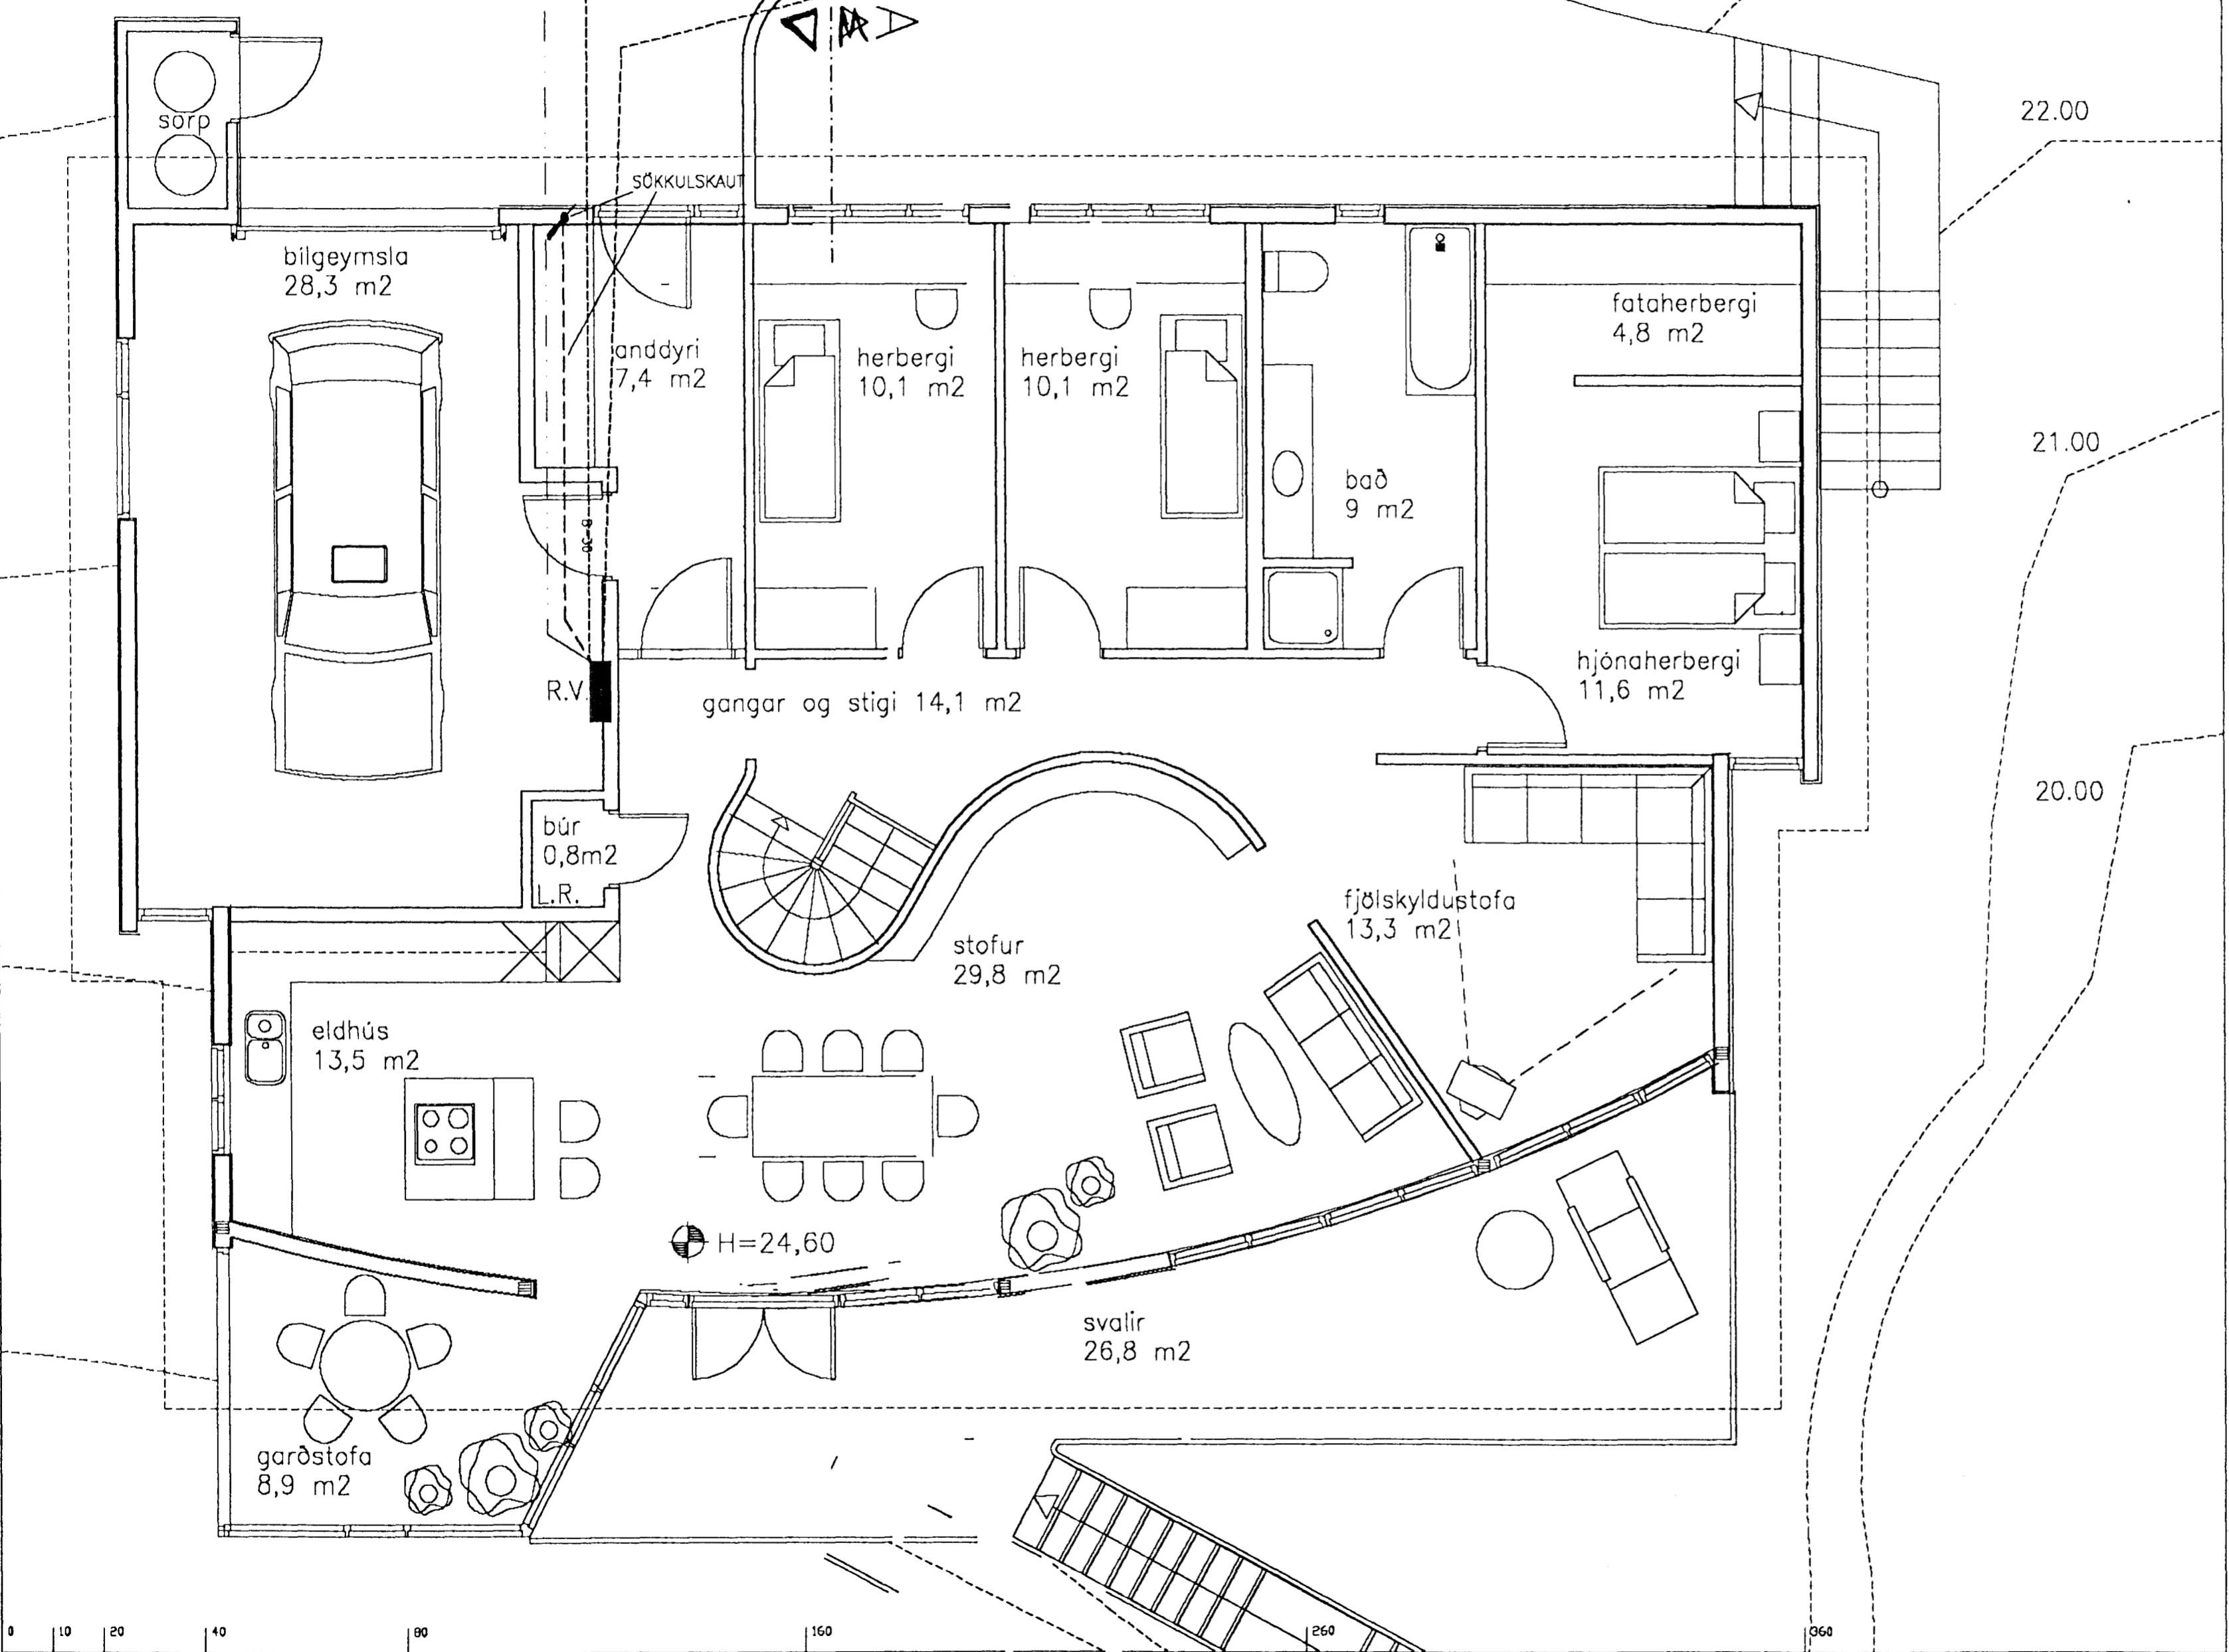 sorp
22.00
SÖKKULSKAUT
bílgeymsla
28,3 m2
anddyri
7,4 m2
herbergi
10,1 m2
herbergi
10,1 m2
fataherbergi
4,8 m2
21.00
bað
9 m2
hjónaherbergi
11,6 m2
R.V.
gangar og stigi 14,1 m2
20.00
búr
0,8m2
L.R.
fjölskyldustofa
13,3 m2
stofur
29,8 m2
eldhús
13,5 m2
H=24,60
svalir
26,8 m2
garðstofa
8,9 m2
0 10 20 40 80 160 260 360